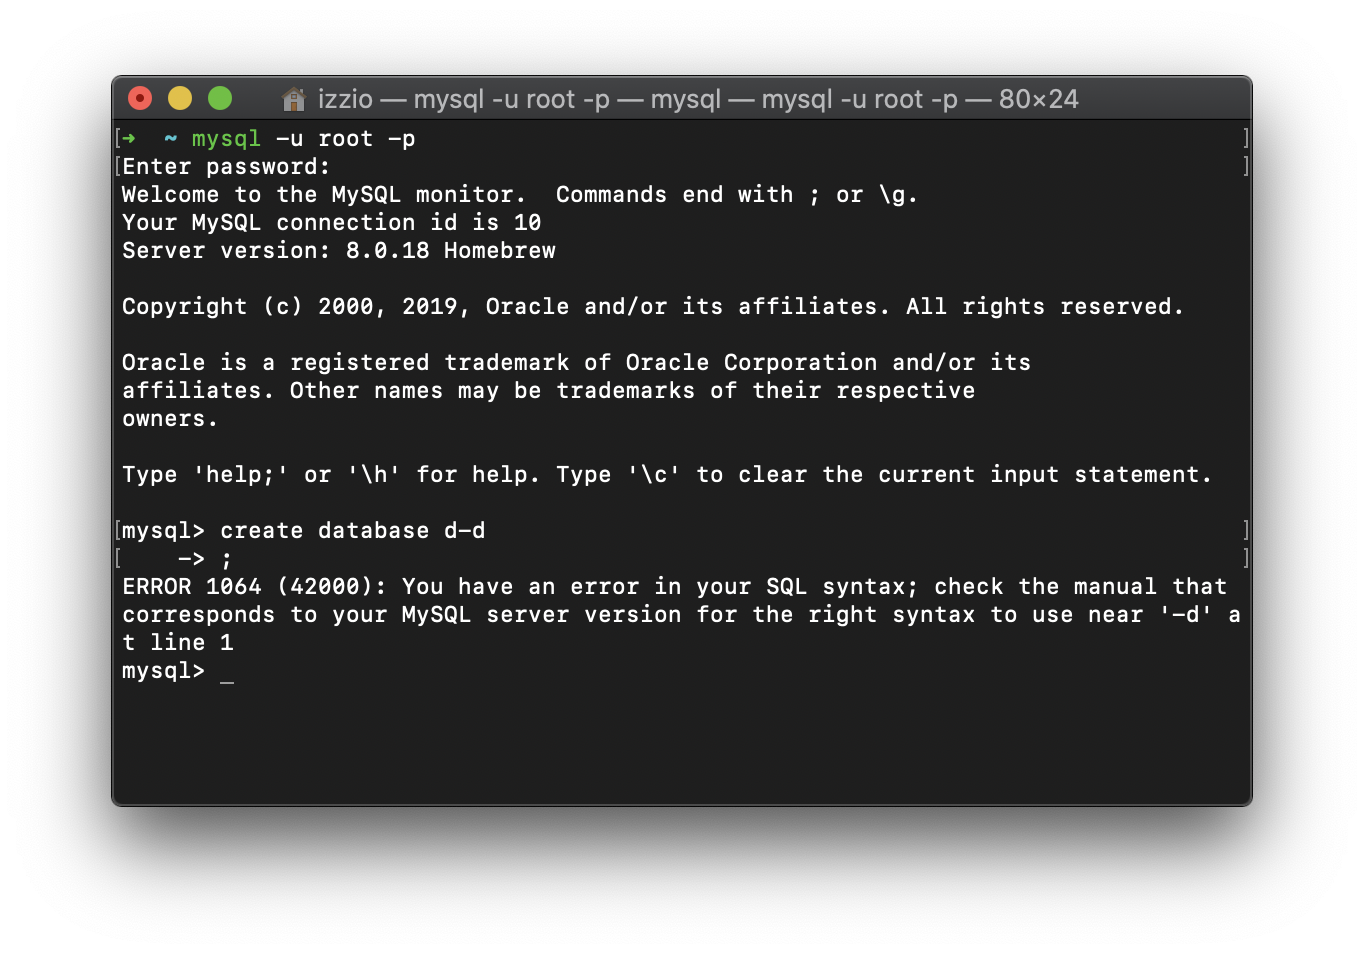 izzio — mysql -u root -p — mysql — mysql -u root -p — 80×24
[➜  ~ mysql -u root -p ]
[Enter password: ]
Welcome to the MySQL monitor.  Commands end with ; or \g.
Your MySQL connection id is 10
Server version: 8.0.18 Homebrew
Copyright (c) 2000, 2019, Oracle and/or its affiliates. All rights reserved.
Oracle is a registered trademark of Oracle Corporation and/or its
affiliates. Other names may be trademarks of their respective
owners.
Type 'help;' or '\h' for help. Type '\c' to clear the current input statement.
[mysql> create database d-d ]
[    -> ; ]
ERROR 1064 (42000): You have an error in your SQL syntax; check the manual that
corresponds to your MySQL server version for the right syntax to use near '-d' a
t line 1
mysql> _